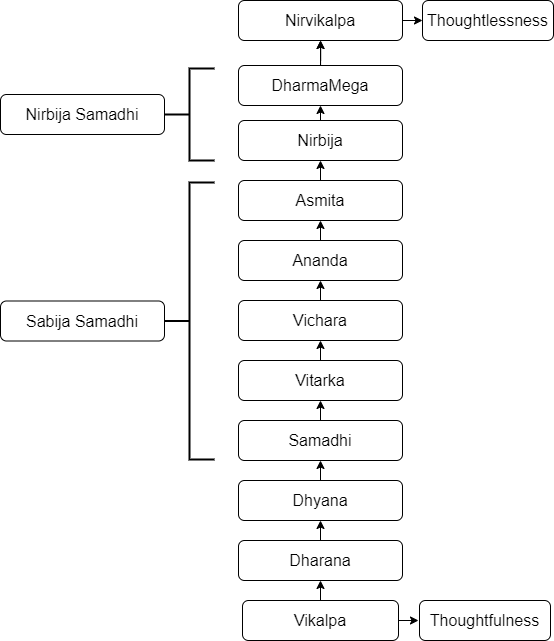 Nirvikalpa
Thoughtlessness
DharmaMega
Nirbija Samadhi
Nirbija
Asmita
Ananda
Vichara
Sabija Samadhi
Vitarka
Samadhi
Dhyana
Dharana
Vikalpa
Thoughtfulness